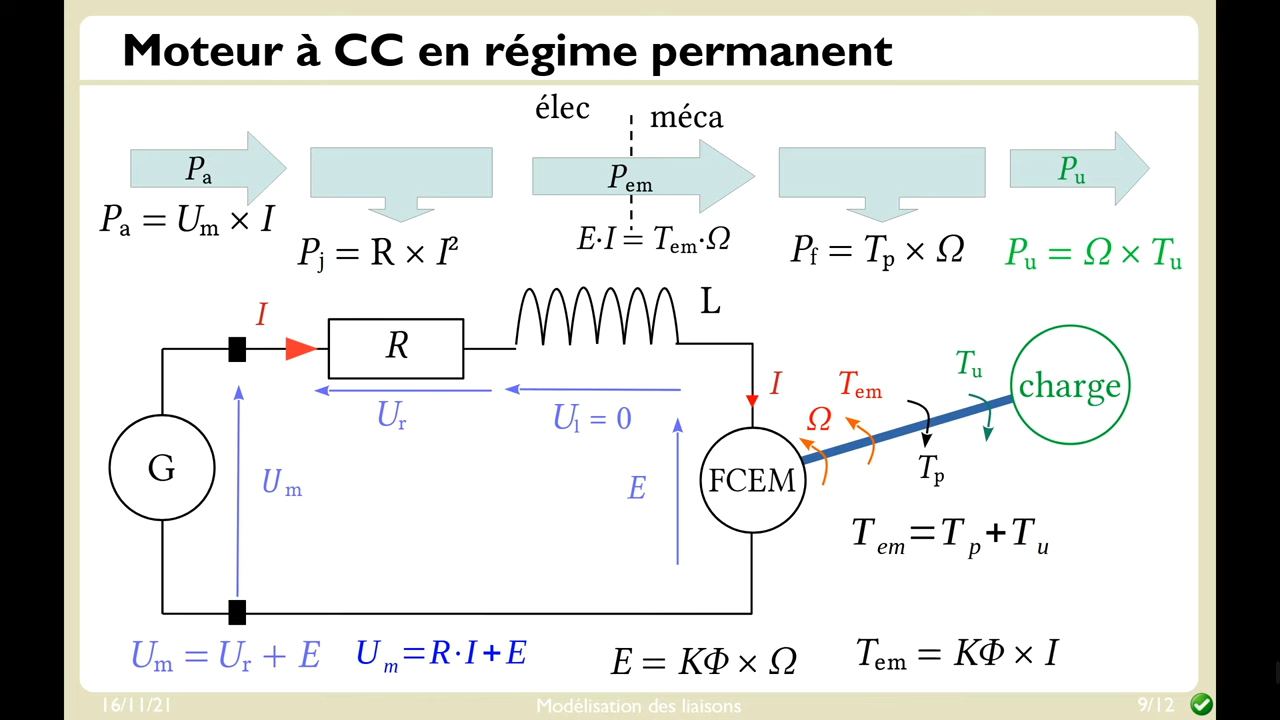 Moteur à CC en régime permanent
élec
méca
Pa
Pem
Pu
Pa = Um × I
Pj = R × I²
E·I = Tem·Ω
Pf = Tp × Ω
Pu = Ω × Tu
I
R
L
Ur
Ul = 0
I
Ω
Tem
Tu
charge
G
Um
E
FCEM
Tp
Tem=Tp+Tu
Um = Ur + E
Um=R·I+E
E = KΦ × Ω
Tem = KΦ × I
16/11/21
Modélisation des liaisons
9/12